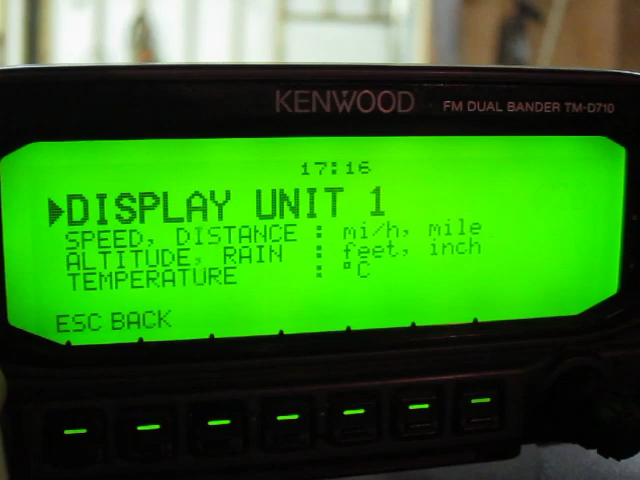 KENWOOD FM DUAL BANDER TM-D710
17:16
▶DISPLAY UNIT 1
SPEED, DISTANCE : mi/h, mile
ALTITUDE, RAIN : feet, inch
TEMPERATURE : °C
ESC BACK